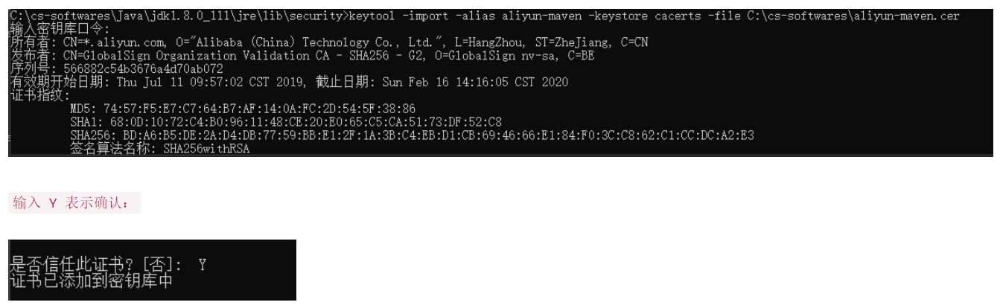 C:\cs-softwares\Java\jdk1.8.0_111\jre\lib\security>keytool -import -alias aliyun-maven -keystore cacerts -file C:\cs-softwares\aliyun-maven.cer
输入密钥库口令:
所有者: CN=*.aliyun.com, O="Alibaba (China) Technology Co., Ltd.", L=HangZhou, ST=ZheJiang, C=CN
发布者: CN=GlobalSign Organization Validation CA - SHA256 - G2, O=GlobalSign nv-sa, C=BE
序列号: 566882c54b3676a4d70ab072
有效期开始日期: Thu Jul 11 09:57:02 CST 2019, 截止日期: Sun Feb 16 14:16:05 CST 2020
证书指纹:
MD5: 74:57:F5:E7:C7:64:B7:AF:14:0A:FC:2D:54:5F:38:86
SHA1: 68:0D:10:72:C4:B0:96:11:48:CE:20:E0:65:C5:CA:51:73:DF:52:C8
SHA256: BD:A6:B5:DE:2A:D4:DB:77:59:BB:E1:2F:1A:3B:C4:EB:D1:CB:69:46:66:E1:84:F0:3C:C8:62:C1:CC:DC:A2:E3
签名算法名称: SHA256withRSA
输入 Y 表示确认:
是否信任此证书? [否]: Y
证书已添加到密钥库中